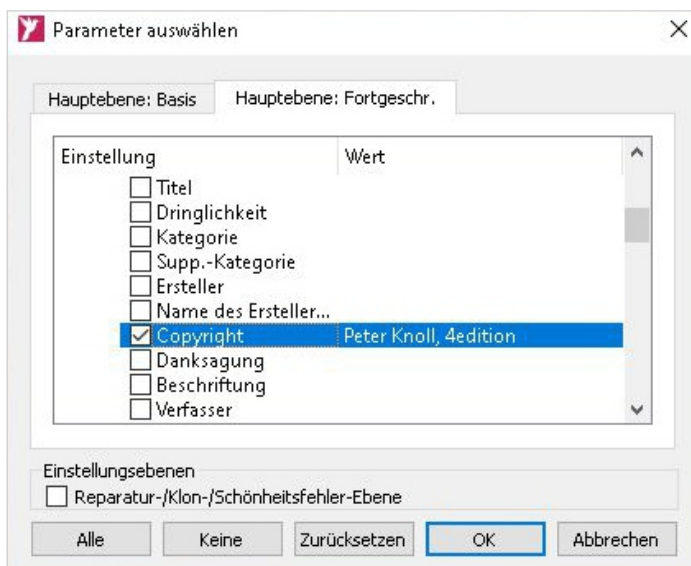 Parameter auswählen
Hauptebene: Basis
Hauptebene: Fortgeschr.
Einstellung Wert
Titel
Dringlichkeit
Kategorie
Supp.-Kategorie
Ersteller
Name des Ersteller...
Copyright Peter Knoll, 4edition
Danksagung
Beschriftung
Verfasser
Einstellungsebenen
Reparatur-/Klon-/Schönheitsfehler-Ebene
Alle Keine Zurücksetzen OK Abbrechen